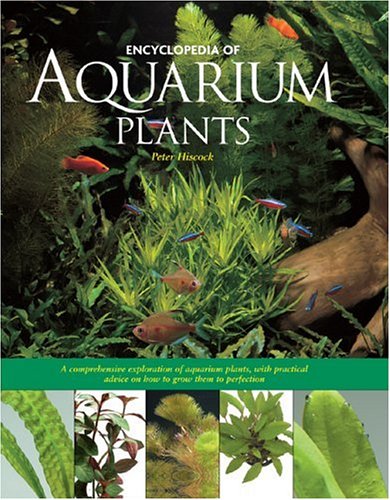 ENCYCLOPEDIA OF
AQUARIUM
PLANTS
Peter Hiscock
A comprehensive exploration of aquarium plants, with practical
advice on how to grow them to perfection